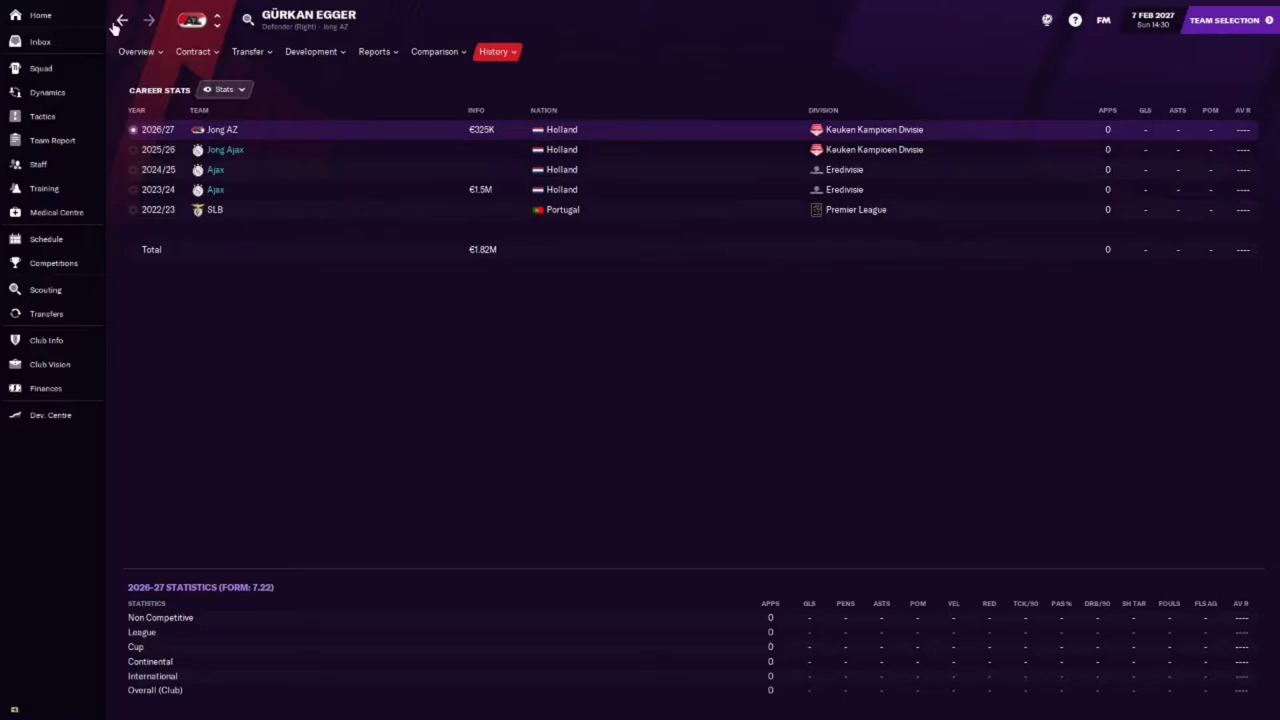 Home
Inbox
Squad
Dynamics
Tactics
Team Report
Staff
Training
Medical Centre
Schedule
Competitions
Scouting
Transfers
Club Info
Club Vision
Finances
Dev. Centre
AZ
GÜRKAN EGGER
Defender (Right) - Jong AZ
FM
7 FEB 2027
Sun 14:30
TEAM SELECTION
Overview Contract Transfer Development Reports Comparison History
CAREER STATS Stats
YEAR TEAM INFO NATION DIVISION APPS GLS ASTS POM AV R
2026/27 Jong AZ €325K Holland Keuken Kampioen Divisie 0 - - - ----
2025/26 Jong Ajax Holland Keuken Kampioen Divisie 0 - - - ----
2024/25 Ajax Holland Eredivisie 0 - - - ----
2023/24 Ajax €1.5M Holland Eredivisie 0 - - - ----
2022/23 SLB Portugal Premier League 0 - - - ----
Total €1.82M 0 - - - ----
2026-27 STATISTICS (FORM: 7.22)
STATISTICS APPS GLS PENS ASTS POM YEL RED TCK/90 PAS % DRB/90 SH TAR FOULS FLS AG AV R
Non Competitive 0 - - - - - - - - - - - - ----
League 0 - - - - - - - - - - - - ----
Cup 0 - - - - - - - - - - - - ----
Continental 0 - - - - - - - - - - - - ----
International 0 - - - - - - - - - - - - ----
Overall (Club) 0 - - - - - - - - - - - - ----